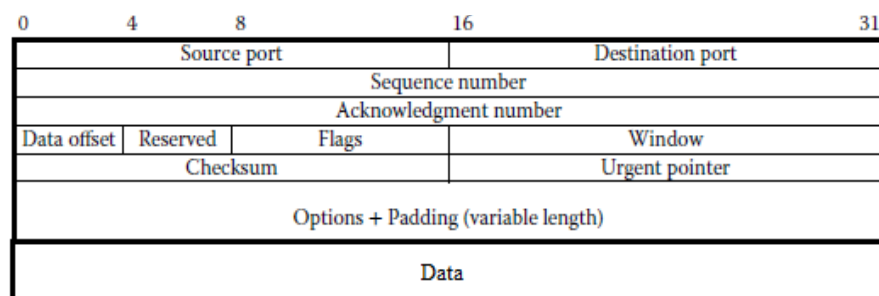 0 4 8 16 31
Source port Destination port
Sequence number
Acknowledgment number
Data offset Reserved Flags Window
Checksum Urgent pointer
Options + Padding (variable length)
Data